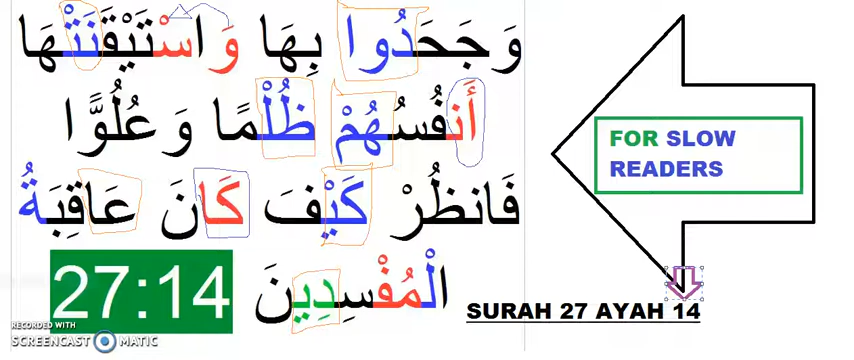 وَجَحَدُوا بِهَا وَاسْتَيْقَنَتْهَا
أَنفُسُهُمْ ظُلْمًا وَعُلُوًّا
فَانظُرْ كَيْفَ كَانَ عَاقِبَةُ
الْمُفْسِدِينَ
27:14
FOR SLOW
READERS
SURAH 27 AYAH 14
RECORDED WITH
SCREENCAST MATIC